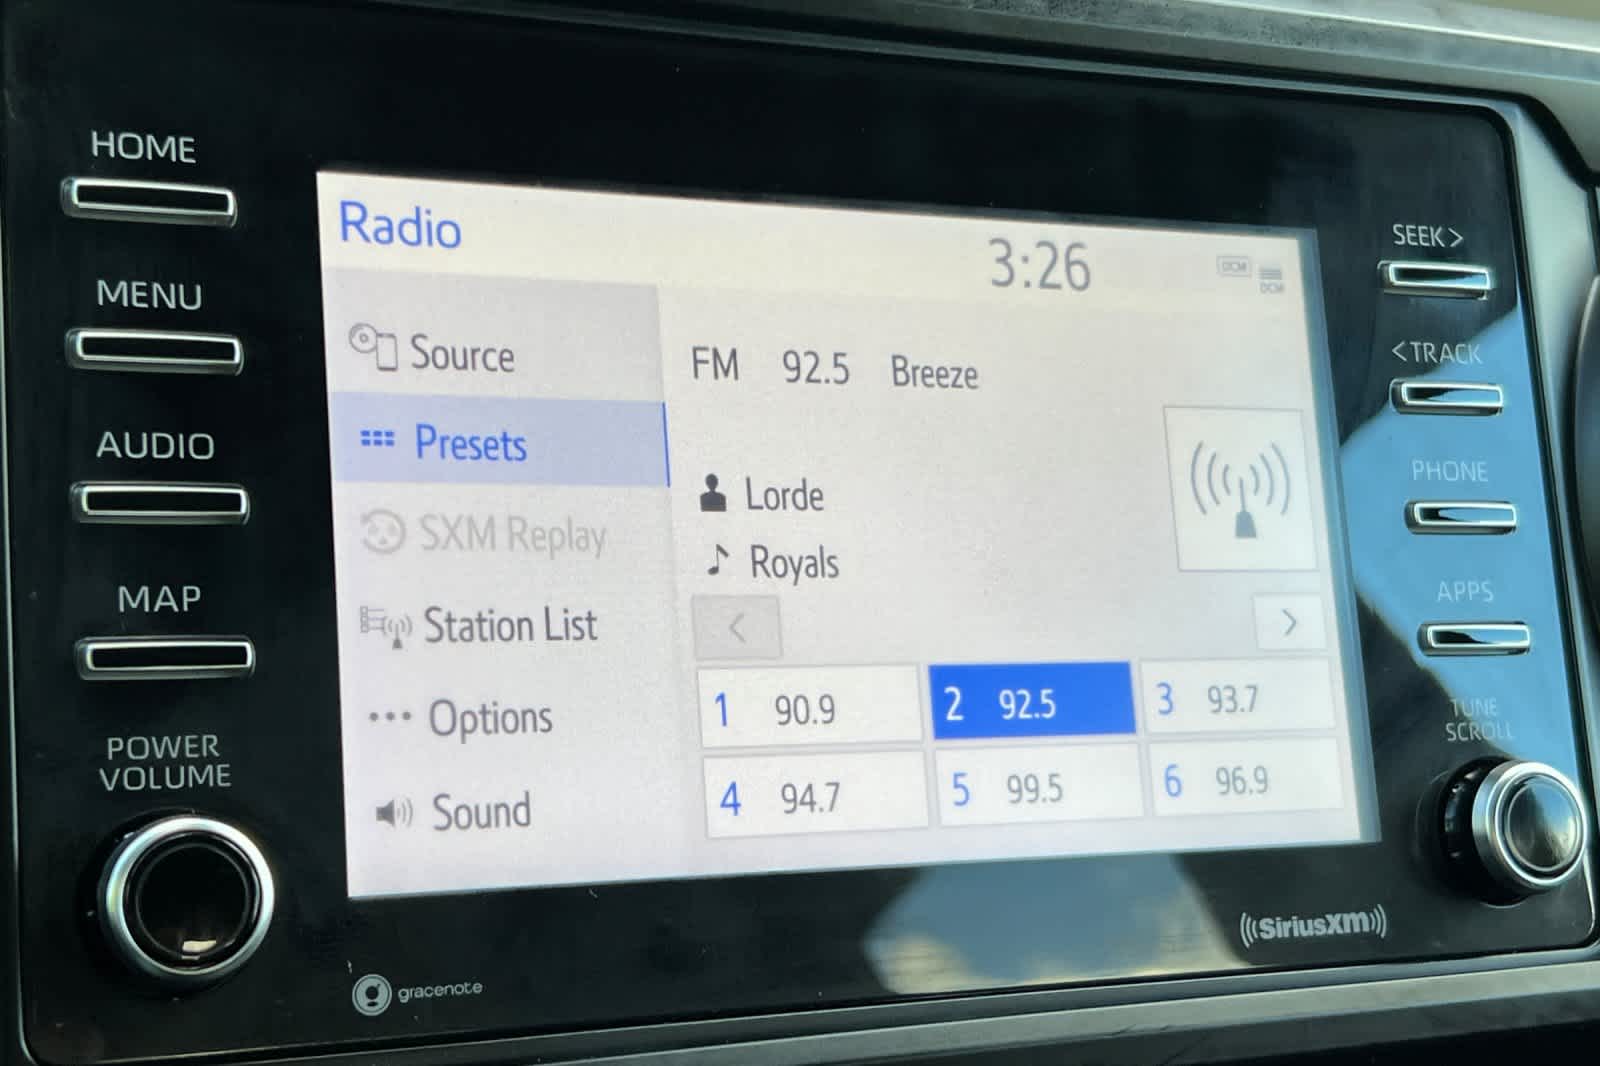 HOME
MENU
AUDIO
MAP
POWER
VOLUME
Radio
3:26
DCM
DCM
Source
Presets
SXM Replay
Station List
Options
Sound
FM 92.5 Breeze
Lorde
Royals
< >
1 90.9 2 92.5 3 93.7
4 94.7 5 99.5 6 96.9
SEEK >
< TRACK
PHONE
APPS
TUNE
SCROLL
gracenote
SiriusXM